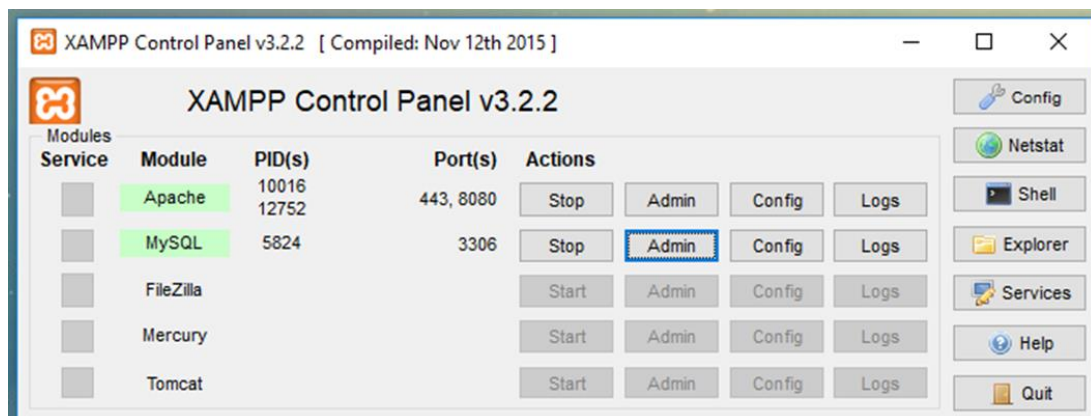 XAMPP Control Panel v3.2.2 [ Compiled: Nov 12th 2015 ]
XAMPP Control Panel v3.2.2
Config
Modules
Netstat
Service Module PID(s) Port(s) Actions
Apache 10016 443, 8080 Stop Admin Config Logs
12752
Shell
MySQL 5824 3306 Stop Admin Config Logs
Explorer
FileZilla Start Admin Config Logs
Services
Mercury Start Admin Config Logs
Help
Tomcat Start Admin Config Logs
Quit